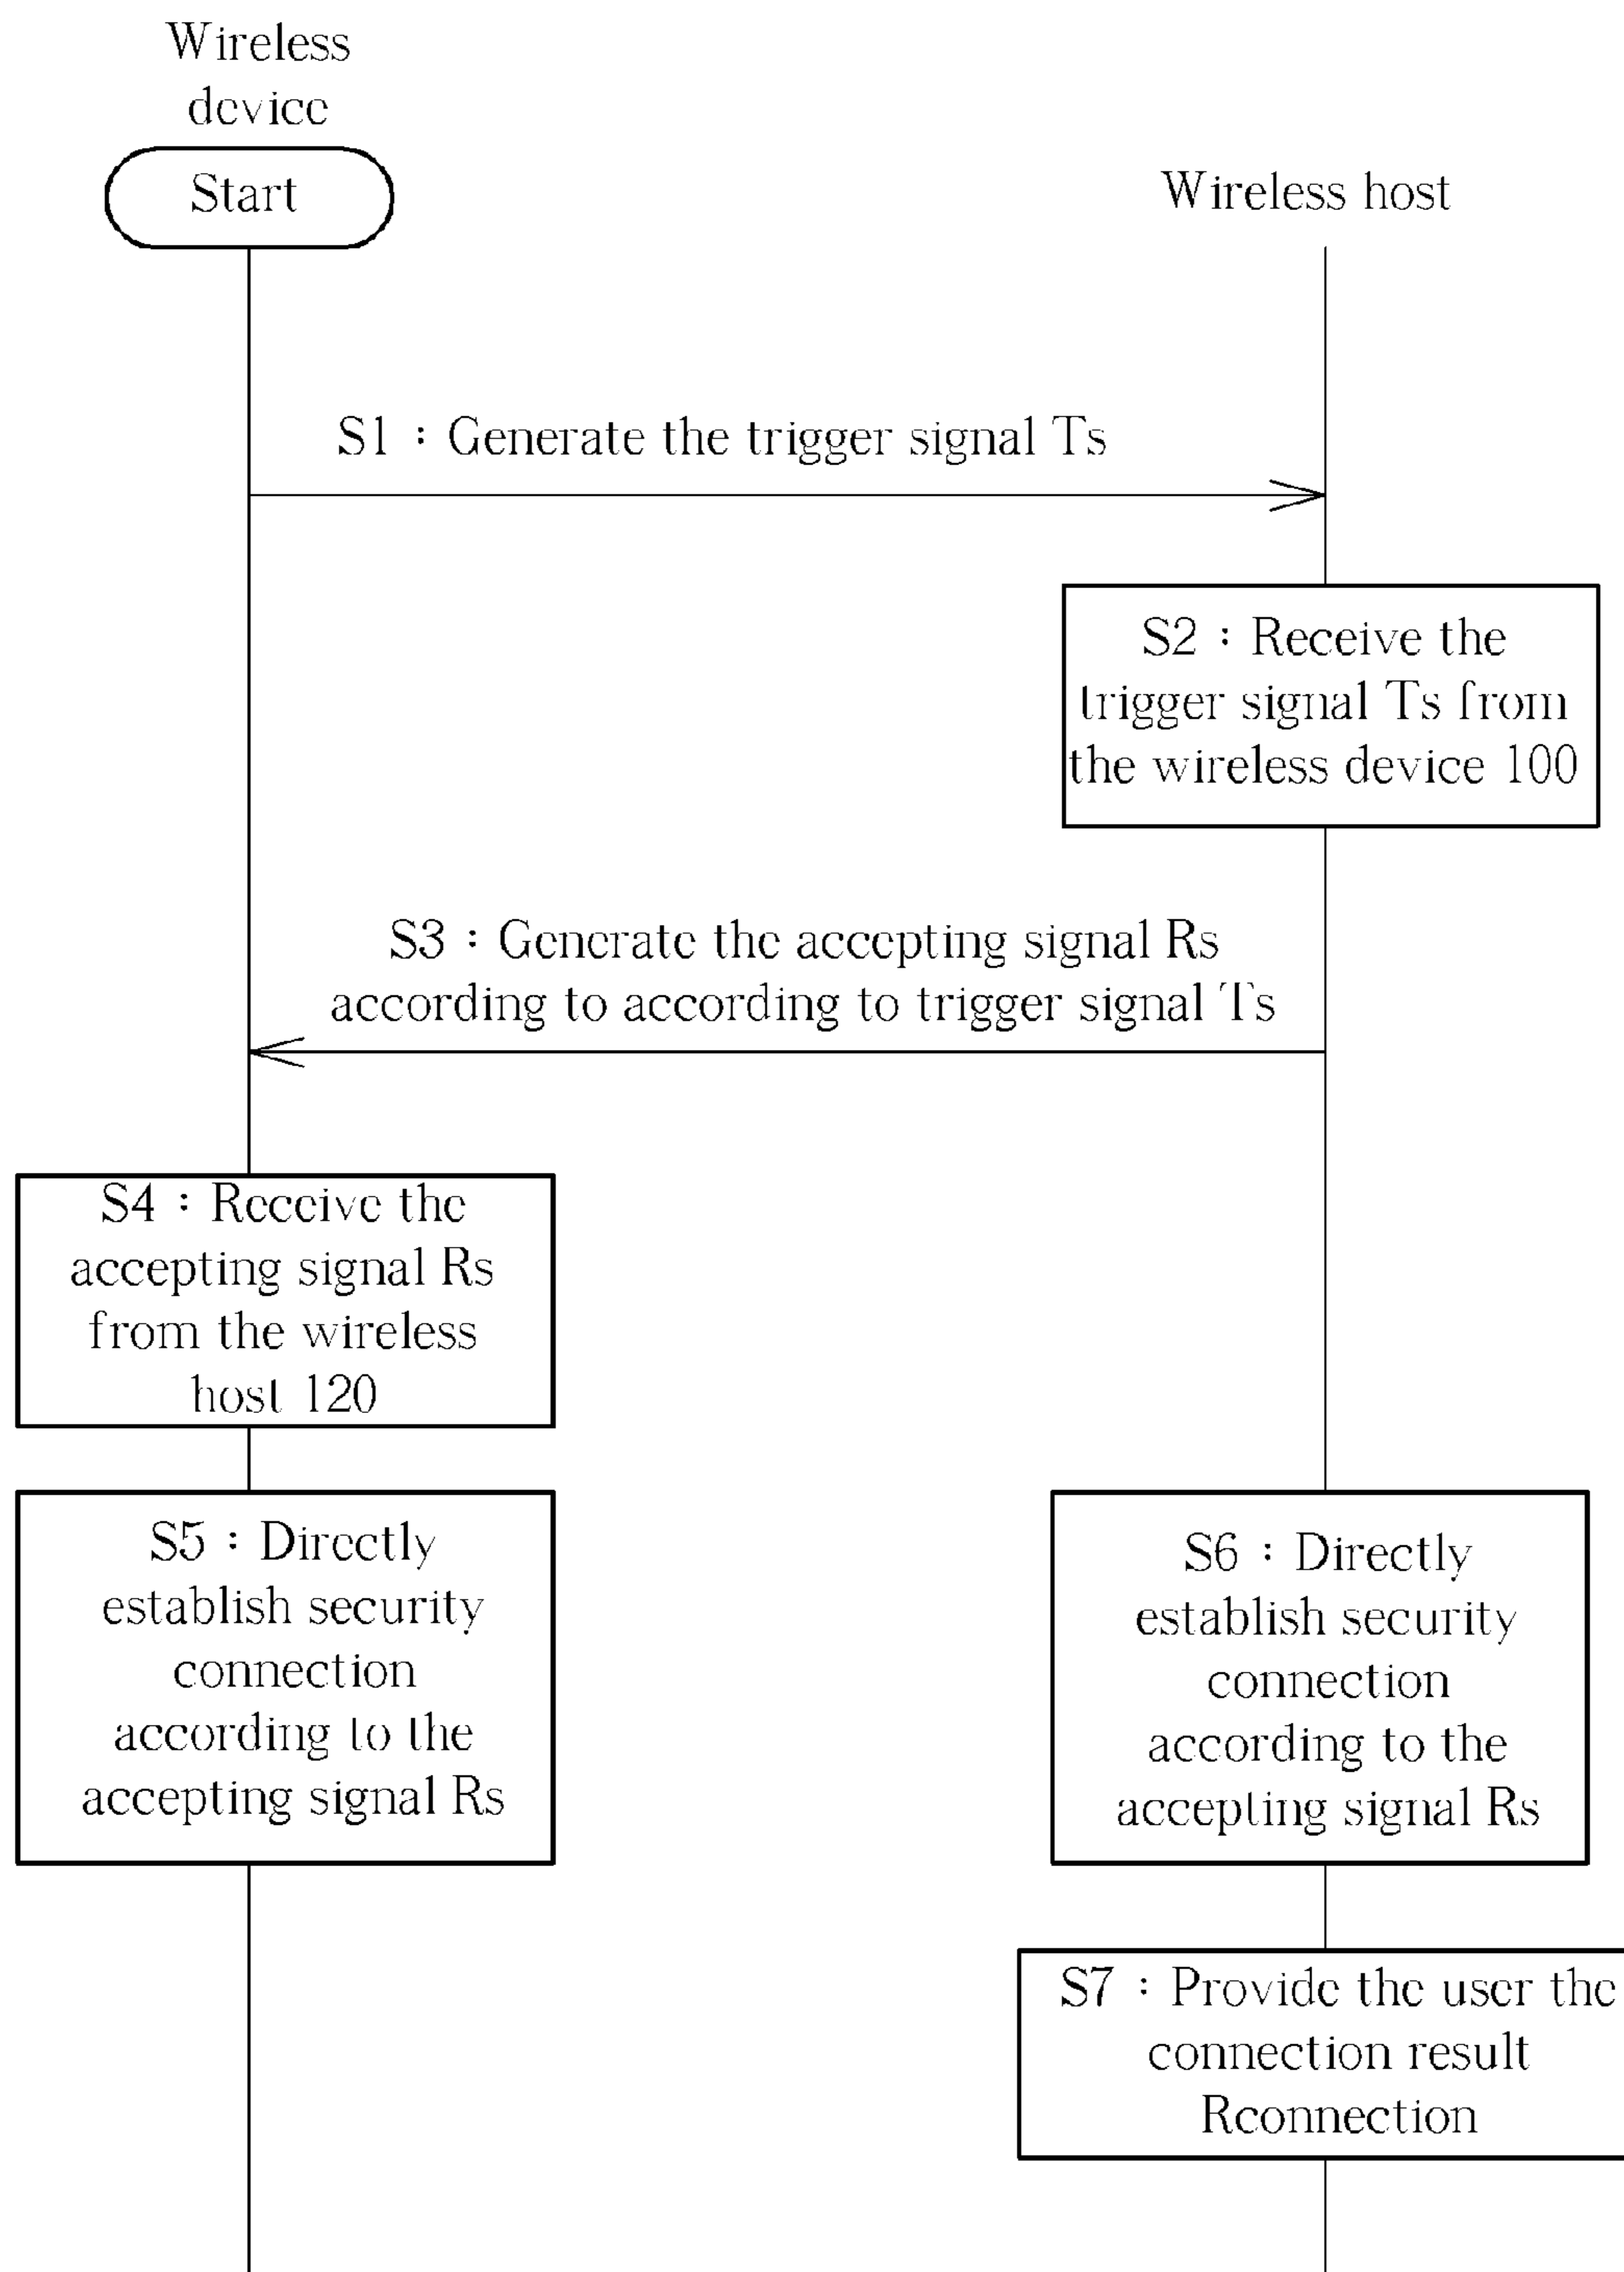 Wireless
device
Start
Wireless host
S1 : Generate the trigger signal Ts
S2 : Receive the
trigger signal Ts from
the wireless device 100
S3 : Generate the accepting signal Rs
according to according to trigger signal Ts
S4 : Receive the
accepting signal Rs
from the wireless
host 120
S5 : Directly
establish security
connection
according to the
accepting signal Rs
S6 : Directly
establish security
connection
according to the
accepting signal Rs
S7 : Provide the user the
connection result
Rconnection